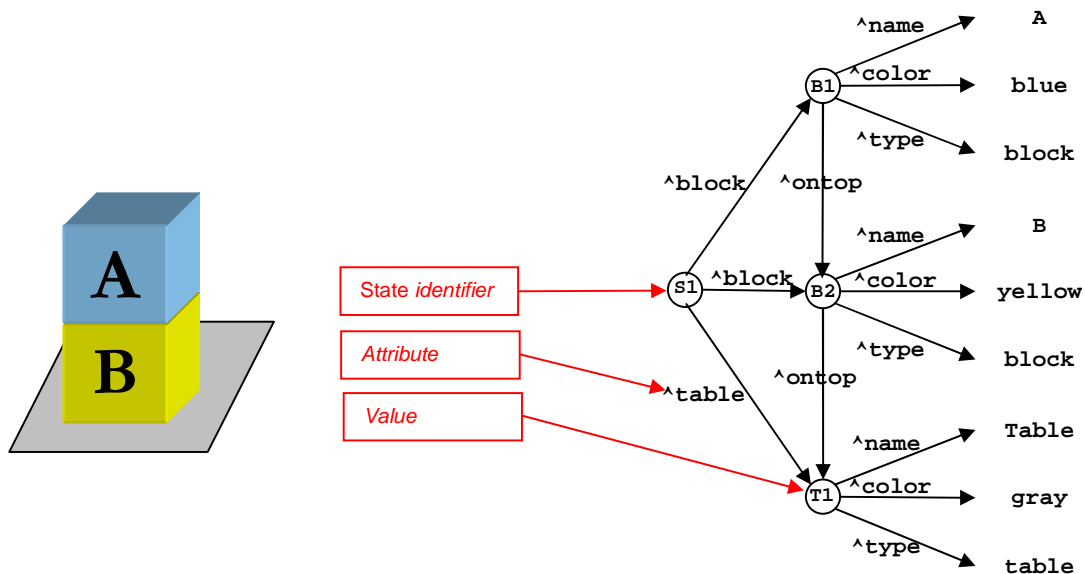 A
B
State identifier
Attribute
Value
S1
^block
^block
^table
B1
^name
A
^color
blue
^type
block
^ontop
B2
^name
B
^color
yellow
^type
block
^ontop
T1
^name
Table
^color
gray
^type
table